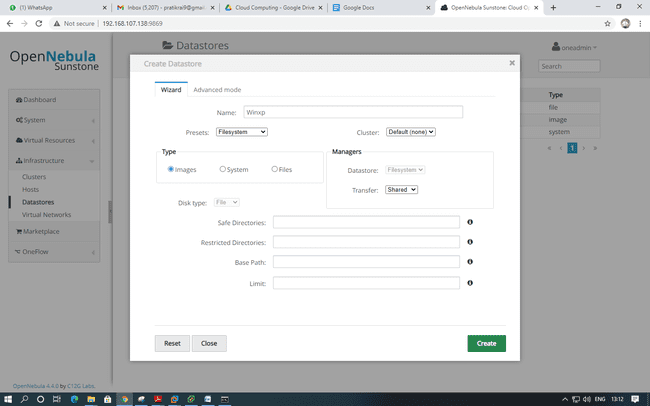 (1) WhatsApp
Inbox (5,207) - pratikrai9@gmai
Cloud Computing - Google Drive
Google Docs
OpenNebula Sunstone: Cloud O
Not secure 192.168.107.138:9869
OpenNebula
Sunstone
Datastores
oneadmin
Search
Dashboard
System
Virtual Resources
Infrastructure
Clusters
Hosts
Datastores
Virtual Networks
Marketplace
OneFlow
Type
file
image
system
1
Create Datastore
Wizard Advanced mode
Name: Winxp
Presets: Filesystem Cluster: Default (none)
Type
Images System Files
Managers
Datastore: Filesystem
Transfer: Shared
Disk type: File
Safe Directories:
Restricted Directories:
Base Path:
Limit:
Reset Close Create
OpenNebula 4.4.0 by C12G Labs.
ENG 13:12